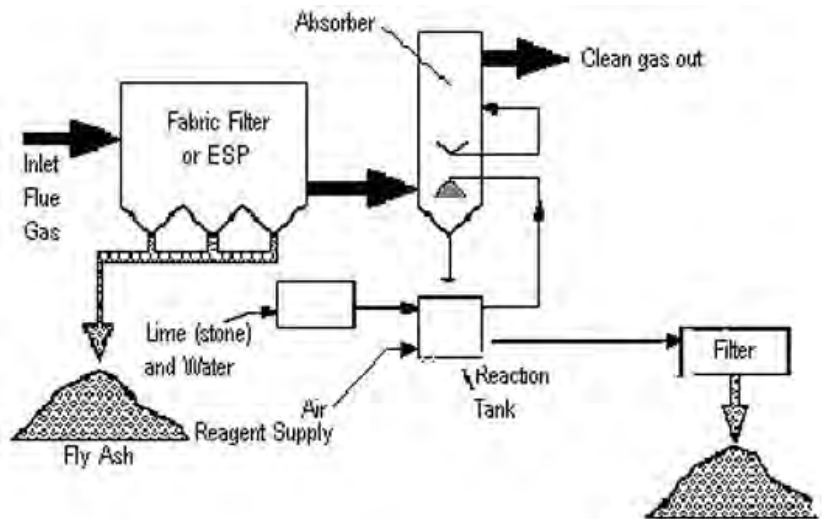 Absorber
Clean gas out
Fabric Filter
or ESP
Inlet
Flue
Gas
Lime (stone)
and Water
Filter
Reaction
Tank
Air
Reagent Supply
Fly Ash